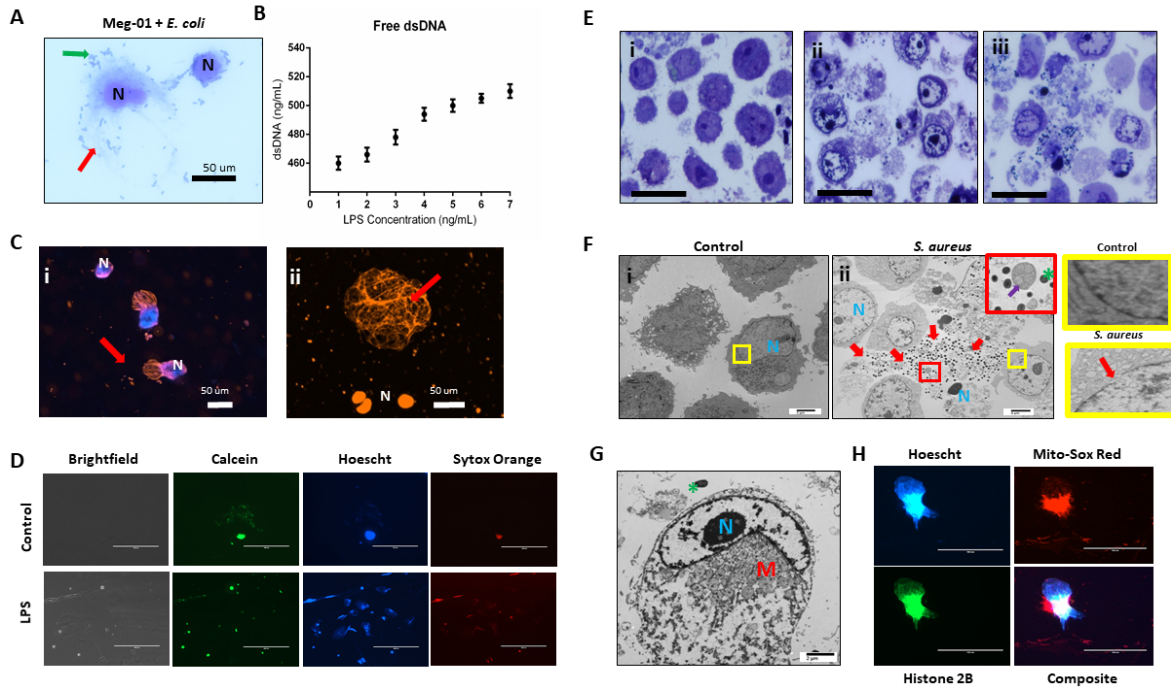 A
Meg-01 + E. coli
N
N
50 um
B
Free dsDNA
dsDNA (ng/mL)
540
520
500
480
460
0 1 2 3 4 5 6 7
LPS Concentration (ng/mL)
C
i
N
N
50 um
ii
N
50 um
D
Brightfield
Calcein
Hoescht
Sytox Orange
Control
LPS
E
i
ii
iii
F
Control
S. aureus
Control
i
N
ii
N
N
*
S. aureus
G
*
N
M
2 µm
H
Hoescht
Mito-Sox Red
Histone 2B
Composite